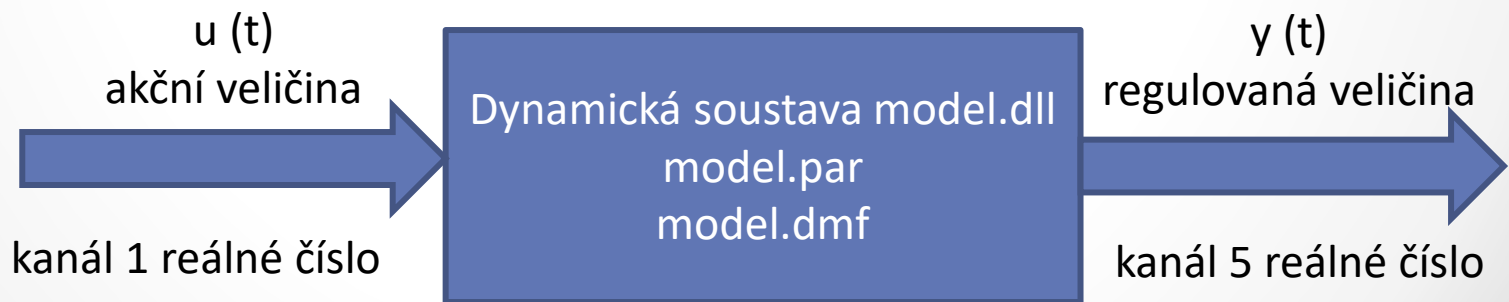 u (t)
akční veličina
kanál 1 reálné číslo
Dynamická soustava model.dll
model.par
model.dmf
y (t)
regulovaná veličina
kanál 5 reálné číslo